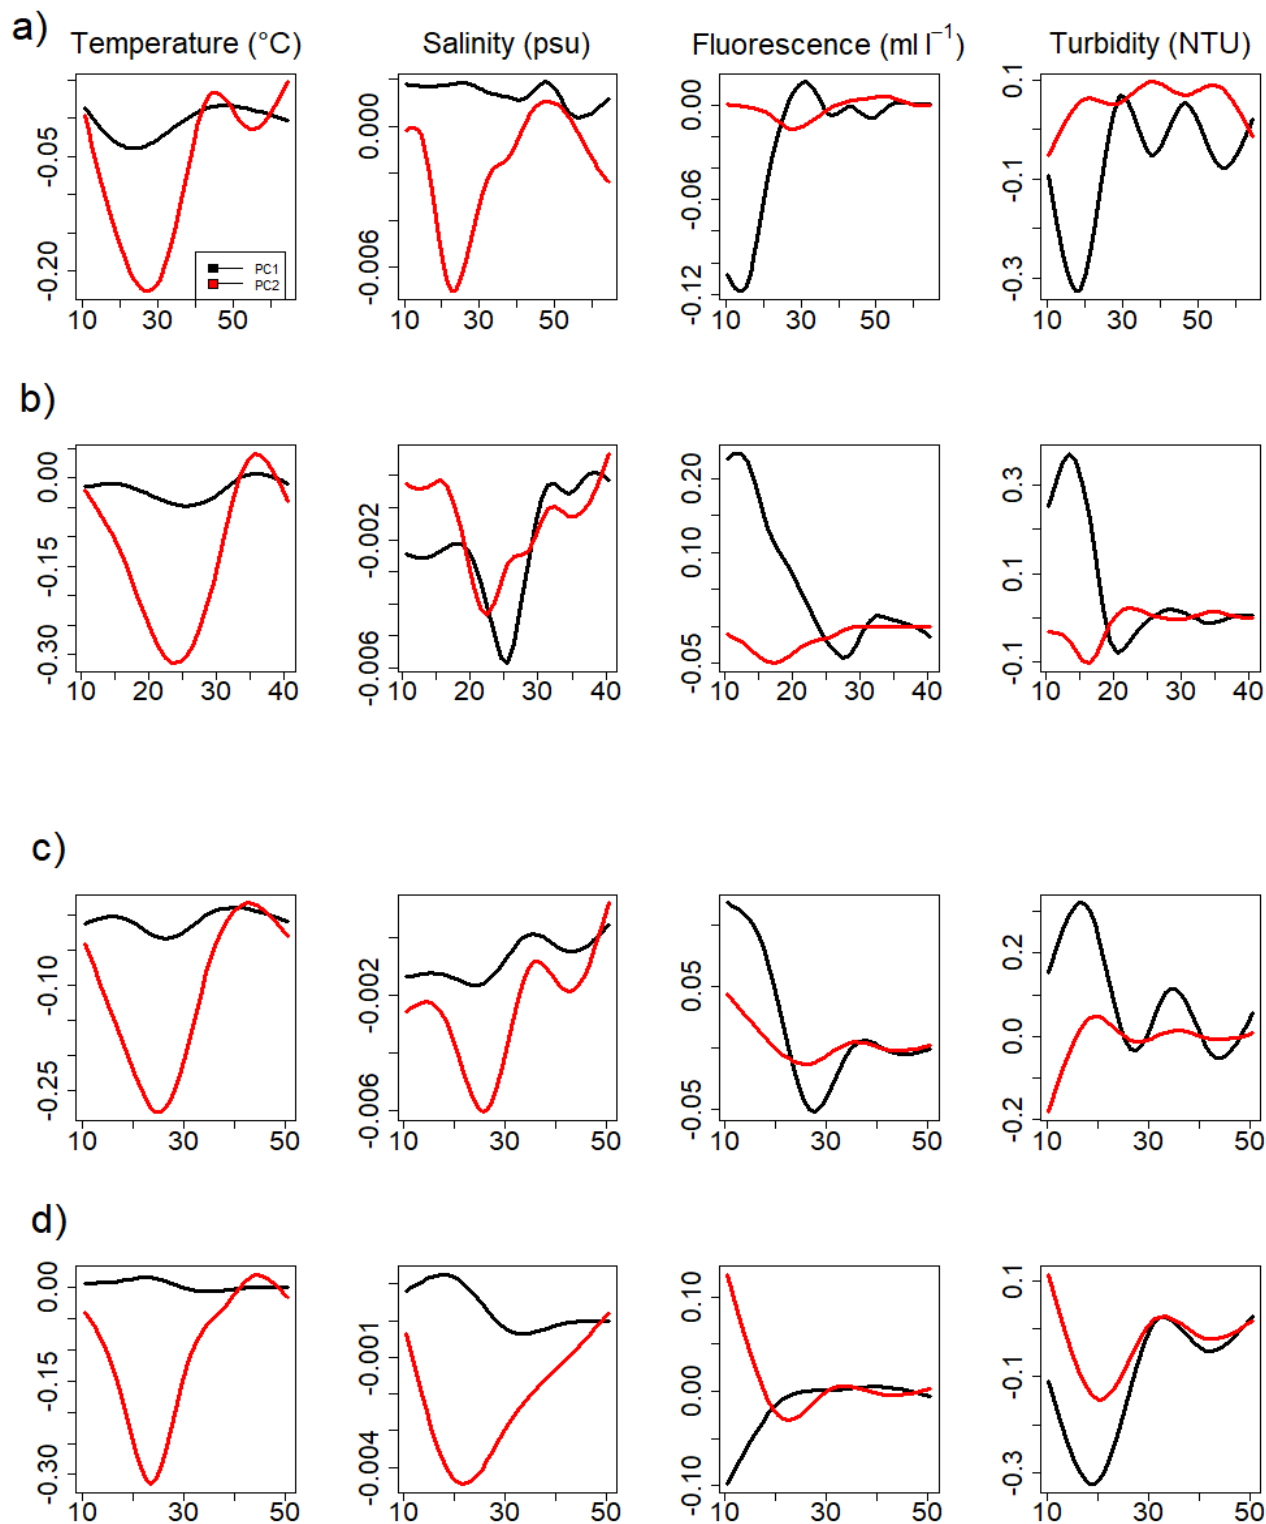 a)
Temperature (°C) Salinity (psu) Fluorescence (ml l⁻¹) Turbidity (NTU)
-0.05
-0.20
PC1
PC2
10 30 50
0.000
-0.006
10 30 50
0.00
-0.06
-0.12
10 30 50
0.1
-0.1
-0.3
10 30 50
b)
0.00
-0.15
-0.30
10 20 30 40
-0.002
-0.006
10 20 30 40
0.20
0.10
-0.05
10 20 30 40
0.3
0.1
-0.1
10 20 30 40
c)
-0.10
-0.25
10 30 50
-0.002
-0.006
10 30 50
0.05
-0.05
10 30 50
0.2
0.0
-0.2
10 30 50
d)
0.00
-0.15
-0.30
10 30 50
-0.001
-0.004
10 30 50
0.10
0.00
-0.10
10 30 50
0.1
-0.1
-0.3
10 30 50